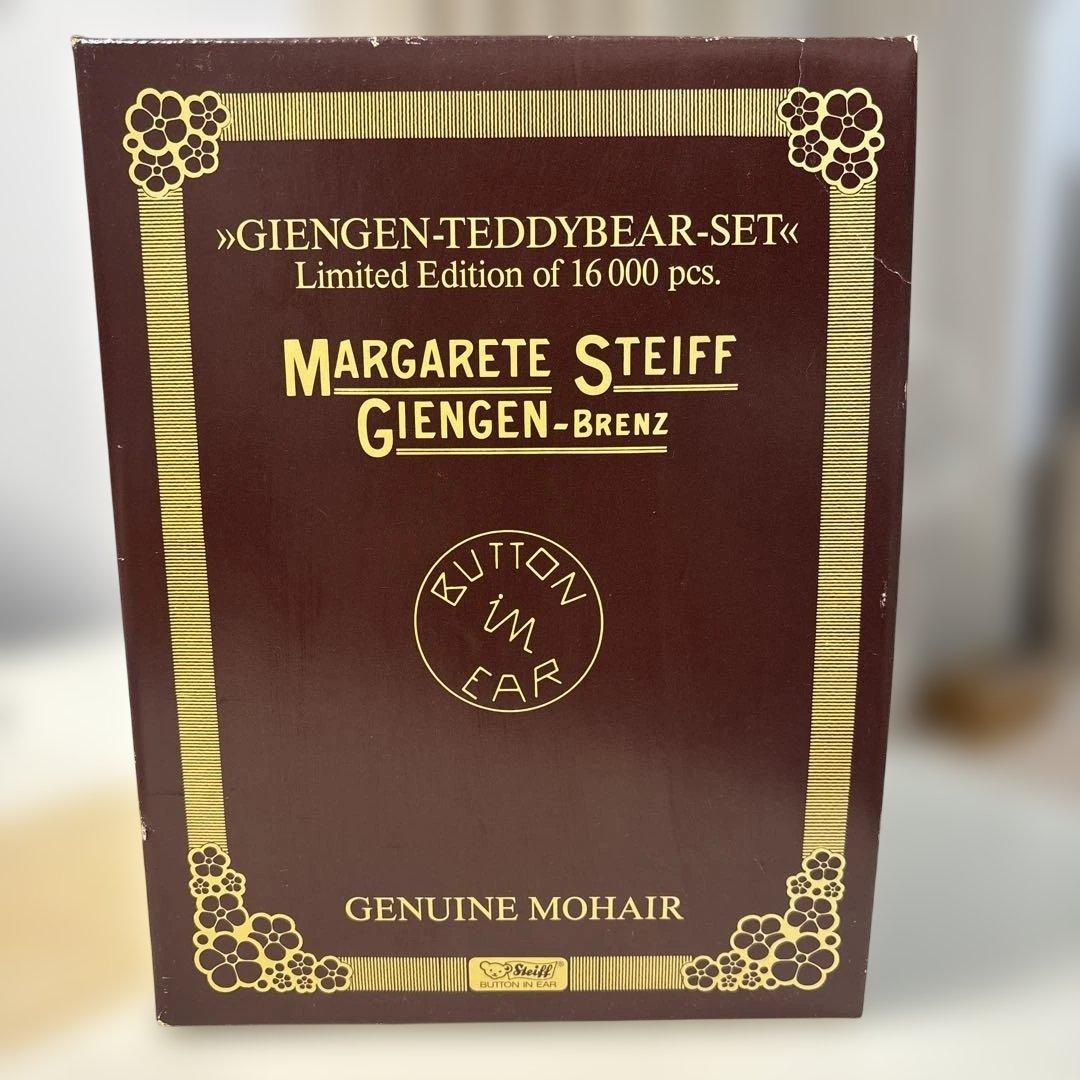 »GIENGEN-TEDDYBEAR-SET«
Limited Edition of 16 000 pcs.
MARGARETE STEIFF
GIENGEN-BRENZ
BUTTON
iM
EAR
GENUINE MOHAIR
Steiff®
BUTTON IN EAR